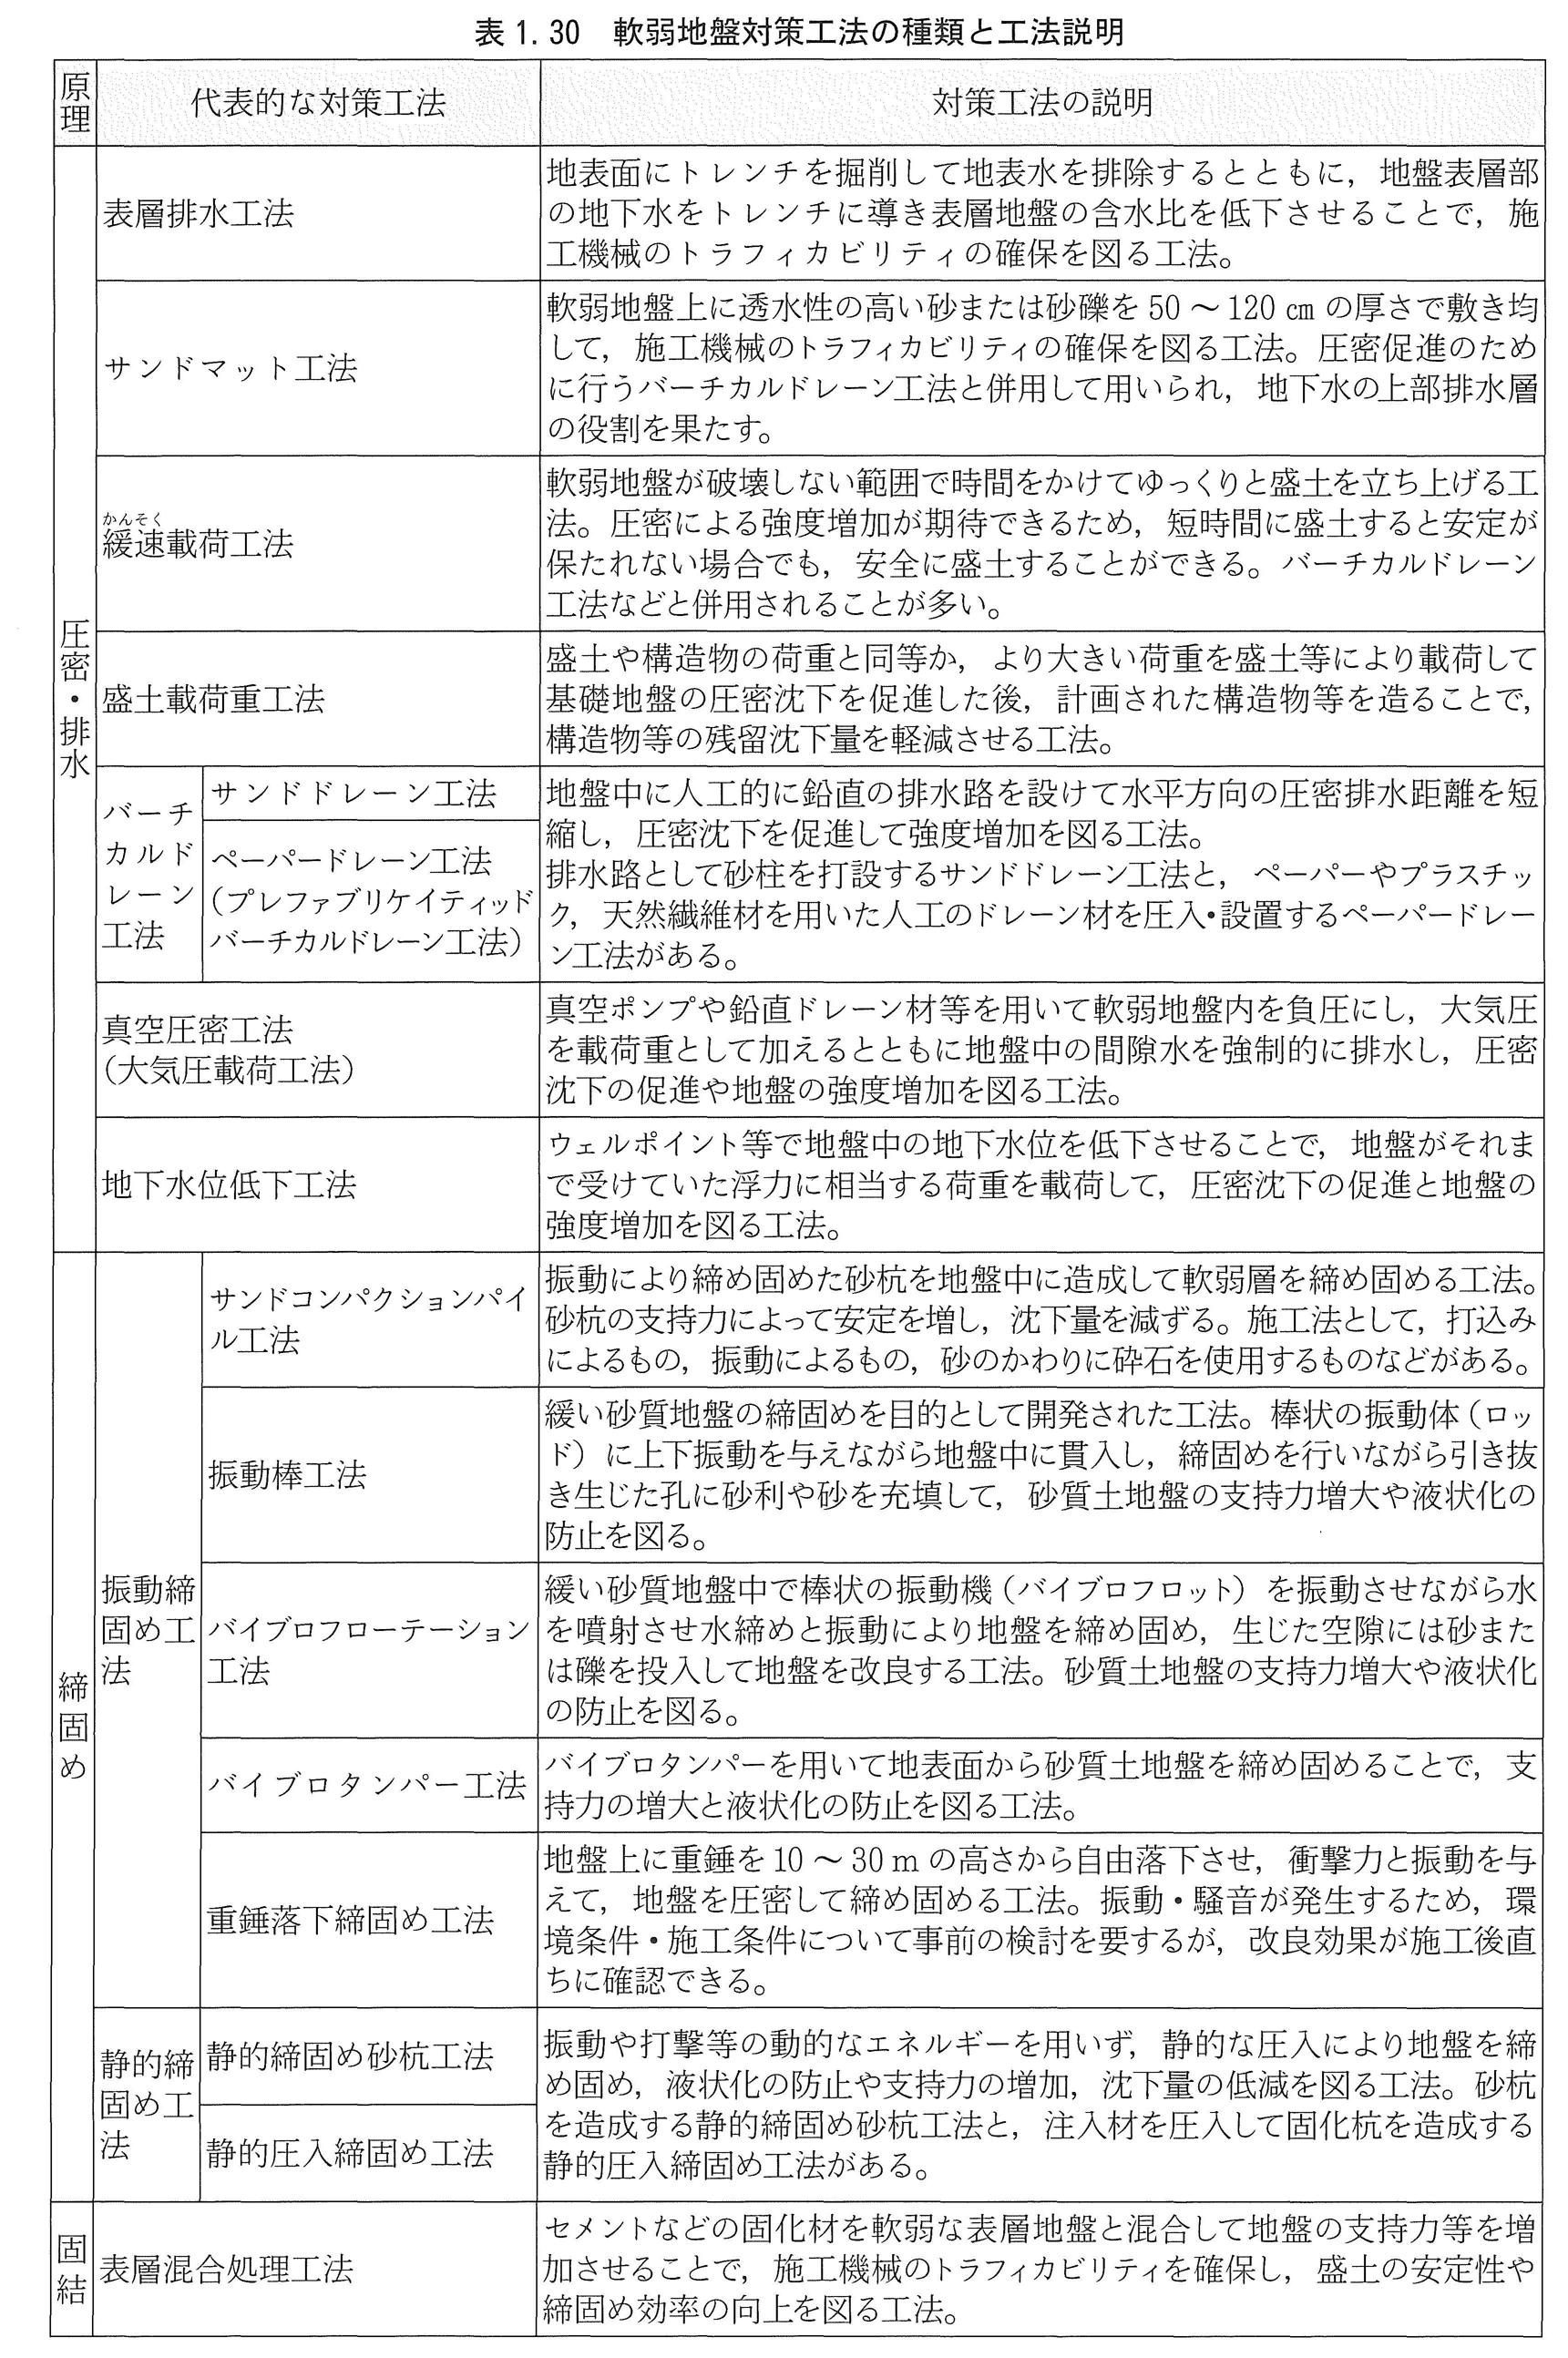 表 1.30　軟弱地盤対策工法の種類と工法説明
原理
代表的な対策工法
対策工法の説明
圧密・排水
表層排水工法
地表面にトレンチを掘削して地表水を排除するとともに，地盤表層部
の地下水をトレンチに導き表層地盤の含水比を低下させることで，施
工機械のトラフィカビリティの確保を図る工法。
サンドマット工法
軟弱地盤上に透水性の高い砂または砂礫を 50 〜 120 ㎝ の厚さで敷き均
して，施工機械のトラフィカビリティの確保を図る工法。圧密促進のため
に行うバーチカルドレーン工法と併用して用いられ，地下水の上部排水層
の役割を果たす。
かんそく
緩速載荷工法
軟弱地盤が破壊しない範囲で時間をかけてゆっくりと盛土を立ち上げる工
法。圧密による強度増加が期待できるため，短時間に盛土すると安定が
保たれない場合でも，安全に盛土することができる。バーチカルドレーン
工法などと併用されることが多い。
盛土載荷重工法
盛土や構造物の荷重と同等か，より大きい荷重を盛土等により載荷して
基礎地盤の圧密沈下を促進した後，計画された構造物等を造ることで，
構造物等の残留沈下量を軽減させる工法。
バーチ
カルド
レーン
工法
サンドドレーン工法
ペーパードレーン工法
（プレファブリケイティッド
バーチカルドレーン工法）
地盤中に人工的に鉛直の排水路を設けて水平方向の圧密排水距離を短
縮し，圧密沈下を促進して強度増加を図る工法。
排水路として砂柱を打設するサンドドレーン工法と，ペーパーやプラスチッ
ク，天然繊維材を用いた人工のドレーン材を圧入・設置するペーパードレー
ン工法がある。
真空圧密工法
（大気圧載荷工法）
真空ポンプや鉛直ドレーン材等を用いて軟弱地盤内を負圧にし，大気圧
を載荷重として加えるとともに地盤中の間隙水を強制的に排水し，圧密
沈下の促進や地盤の強度増加を図る工法。
地下水位低下工法
ウェルポイント等で地盤中の地下水位を低下させることで，地盤がそれま
で受けていた浮力に相当する荷重を載荷して，圧密沈下の促進と地盤の
強度増加を図る工法。
締固め
振動締
固め工
法
サンドコンパクションパイ
ル工法
振動により締め固めた砂杭を地盤中に造成して軟弱層を締め固める工法。
砂杭の支持力によって安定を増し，沈下量を減ずる。施工法として，打込み
によるもの，振動によるもの，砂のかわりに砕石を使用するものなどがある。
振動棒工法
緩い砂質地盤の締固めを目的として開発された工法。棒状の振動体（ロッ
ド）に上下振動を与えながら地盤中に貫入し，締固めを行いながら引き抜
き生じた孔に砂利や砂を充填して，砂質土地盤の支持力増大や液状化の
防止を図る。
バイブロフローテーション
工法
緩い砂質地盤中で棒状の振動機（バイブロフロット）を振動させながら水
を噴射させ水締めと振動により地盤を締め固め，生じた空隙には砂また
は礫を投入して地盤を改良する工法。砂質土地盤の支持力増大や液状化
の防止を図る。
バイブロタンパー工法
バイブロタンパーを用いて地表面から砂質土地盤を締め固めることで，支
持力の増大と液状化の防止を図る工法。
重錘落下締固め工法
地盤上に重錘を 10 〜 30 m の高さから自由落下させ，衝撃力と振動を与
えて，地盤を圧密して締め固める工法。振動・騒音が発生するため，環
境条件・施工条件について事前の検討を要するが，改良効果が施工後直
ちに確認できる。
静的締
固め工
法
静的締固め砂杭工法
静的圧入締固め工法
振動や打撃等の動的なエネルギーを用いず，静的な圧入により地盤を締
め固め，液状化の防止や支持力の増加，沈下量の低減を図る工法。砂杭
を造成する静的締固め砂杭工法と，注入材を圧入して固化杭を造成する
静的圧入締固め工法がある。
固結
表層混合処理工法
セメントなどの固化材を軟弱な表層地盤と混合して地盤の支持力等を増
加させることで，施工機械のトラフィカビリティを確保し，盛土の安定性や
締固め効率の向上を図る工法。